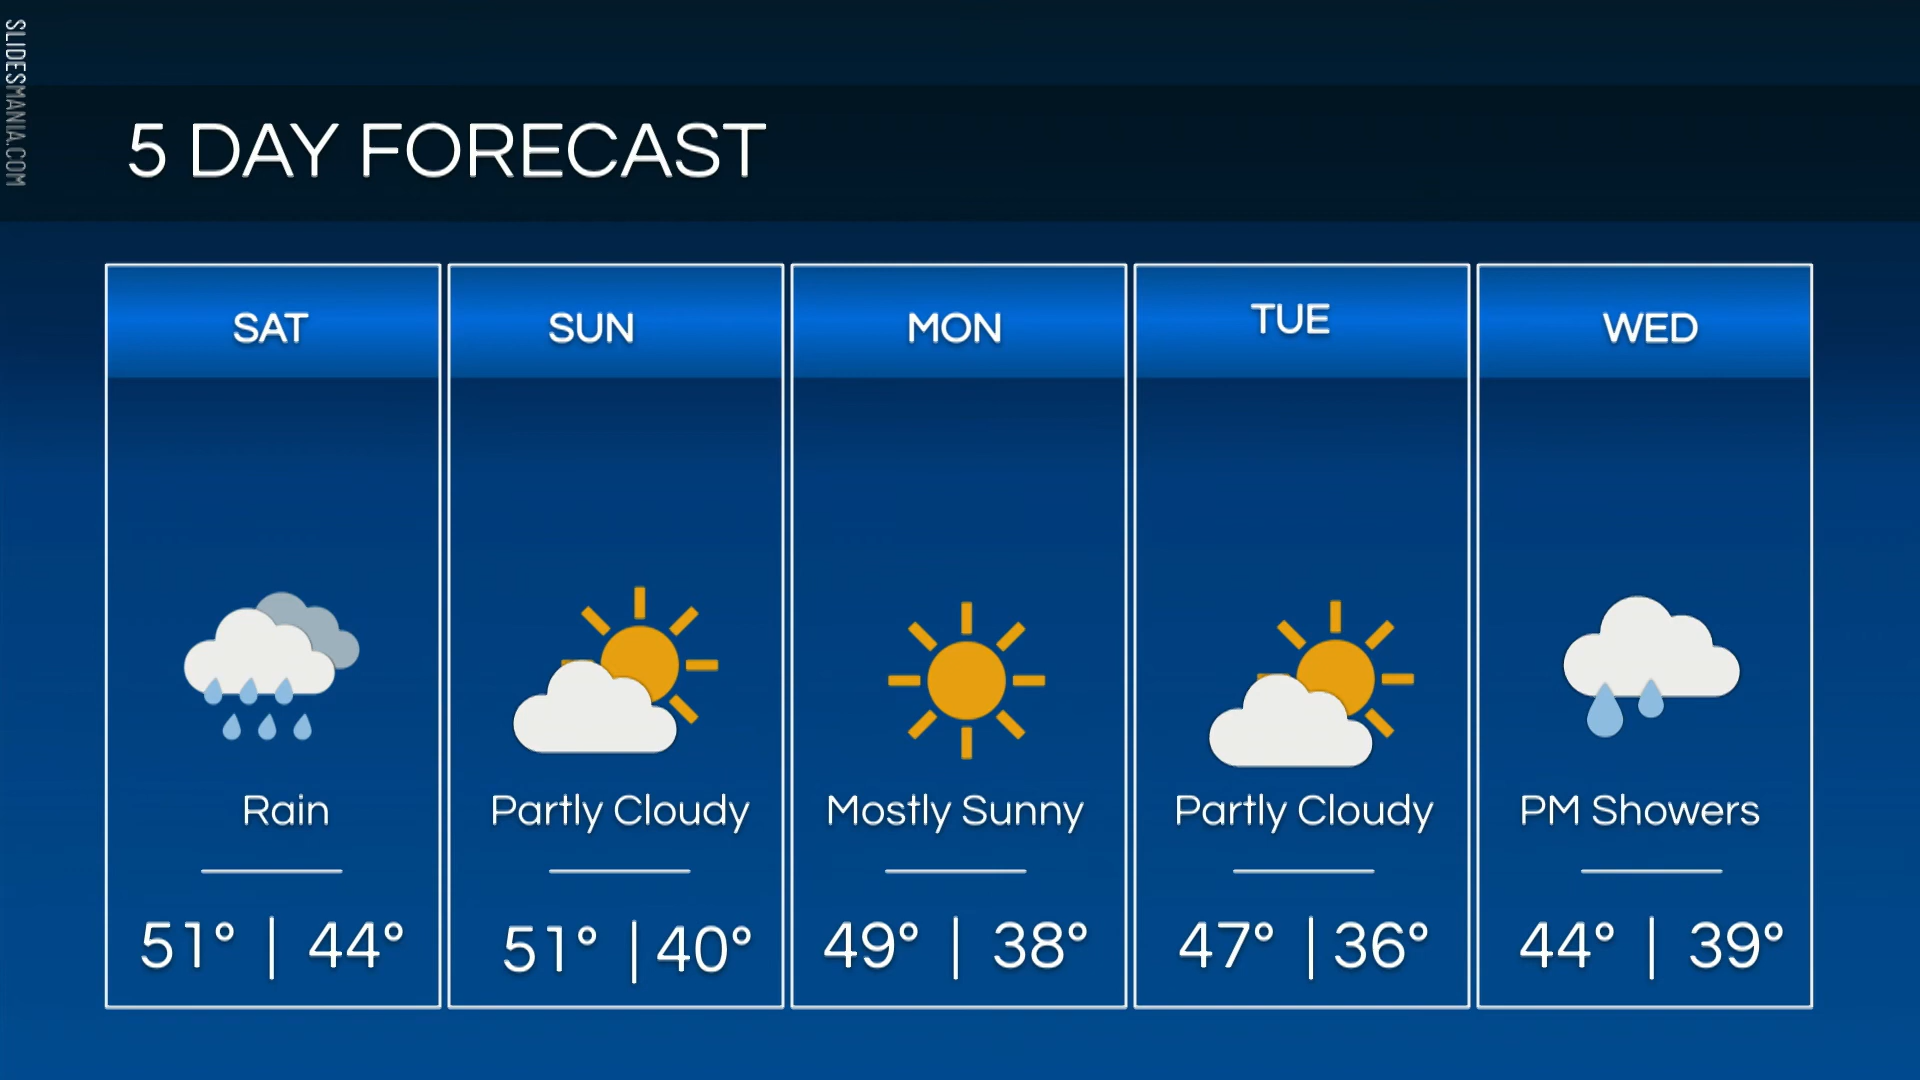 SLIDESMANIA.COM
5 DAY FORECAST
SAT
Rain
51° | 44°
SUN
Partly Cloudy
51° | 40°
MON
Mostly Sunny
49° | 38°
TUE
Partly Cloudy
47° | 36°
WED
PM Showers
44° | 39°